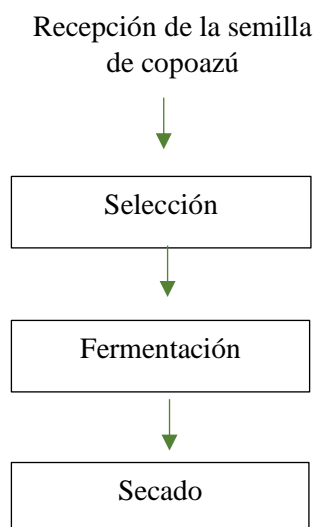 Recepción de la semilla
de copoazú
Selección
Fermentación
Secado